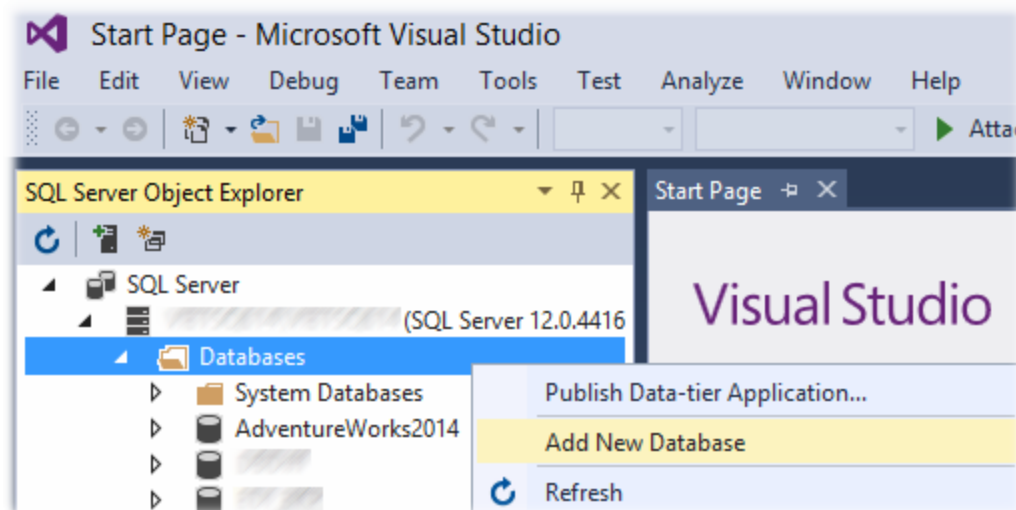 Start Page - Microsoft Visual Studio
File Edit View Debug Team Tools Test Analyze Window Help
SQL Server Object Explorer
Start Page
SQL Server
(SQL Server 12.0.4416
Visual Studio
Databases
System Databases
Publish Data-tier Application...
AdventureWorks2014
Add New Database
Refresh